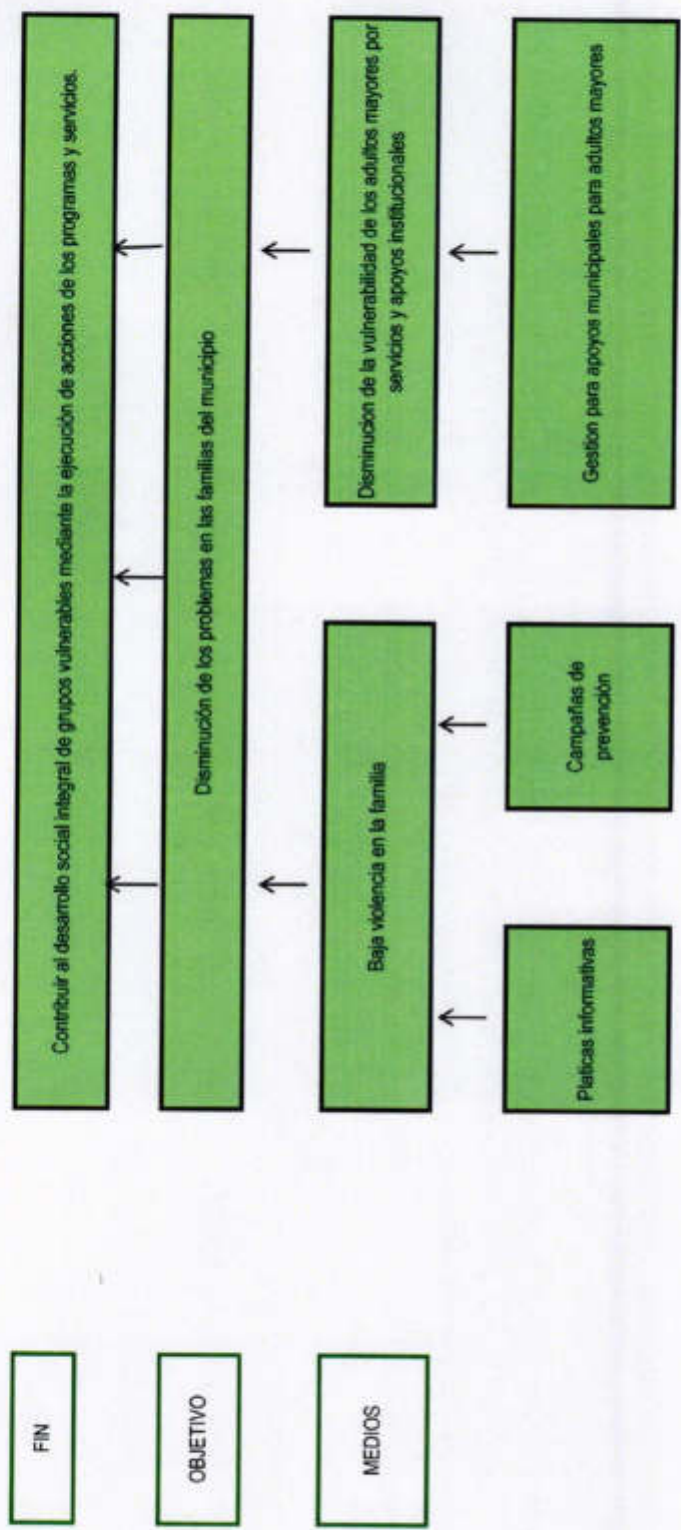 FIN
Contribuir al desarrollo social integral de grupos vulnerables mediante la ejecución de acciones de los programas y servicios.
OBJETIVO
Disminución de los problemas en las familias del municipio
MEDIOS
Baja violencia en la familia
Disminucion de la vulnerabilidad de los adultos mayores por
servicios y apoyos institucionales
Platicas informativas
Campañas de
prevención
Gestion para apoyos municipales para adultos mayores